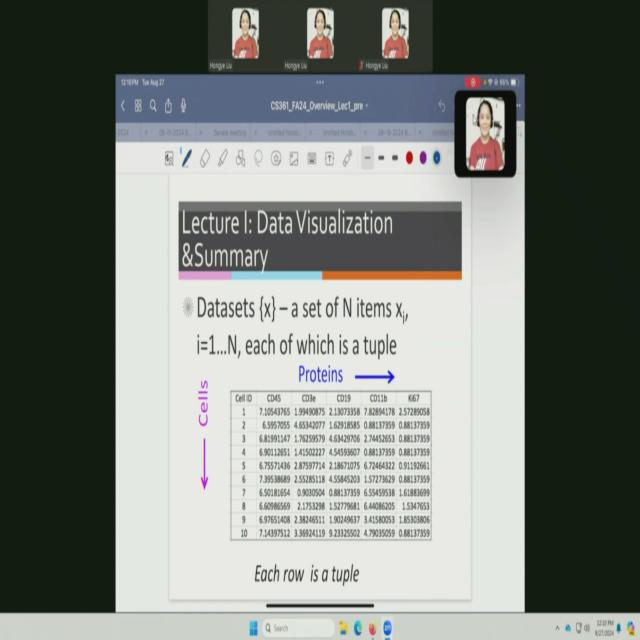 Hongye Liu
Hongye Liu
Hongye Liu
12:10PM Tue Aug 27
CS361_FA24_Overview_Lec1_pre
Lecture I: Data Visualization
&Summary
Datasets {x} – a set of N items xi,
i=1...N, each of which is a tuple
Proteins
Cells
Cell ID CD45 CD3e CD19 CD11b Ki67
1 7.10543765 1.99490875 2.13073358 7.82894178 2.57289058
2 6.5957055 4.65342077 1.62918585 0.88137359 0.88137359
3 6.81991147 1.76259579 4.63429706 2.74452653 0.88137359
4 6.90112651 1.41502227 4.54593607 0.88137359 0.88137359
5 6.75571436 2.87597714 2.18671075 6.72464322 0.91192661
6 7.39538689 2.55285118 4.55845203 1.57273629 0.88137359
7 6.50181654 0.9030504 0.88137359 6.55459538 1.61883699
8 6.60986569 2.1753298 1.52779681 6.44086205 1.5347653
9 6.97651408 2.38246511 1.90249637 3.41580053 1.85303806
10 7.14397512 3.36924119 9.23325502 4.79035059 0.88137359
Each row is a tuple
Search
12:10 PM
8/27/2024